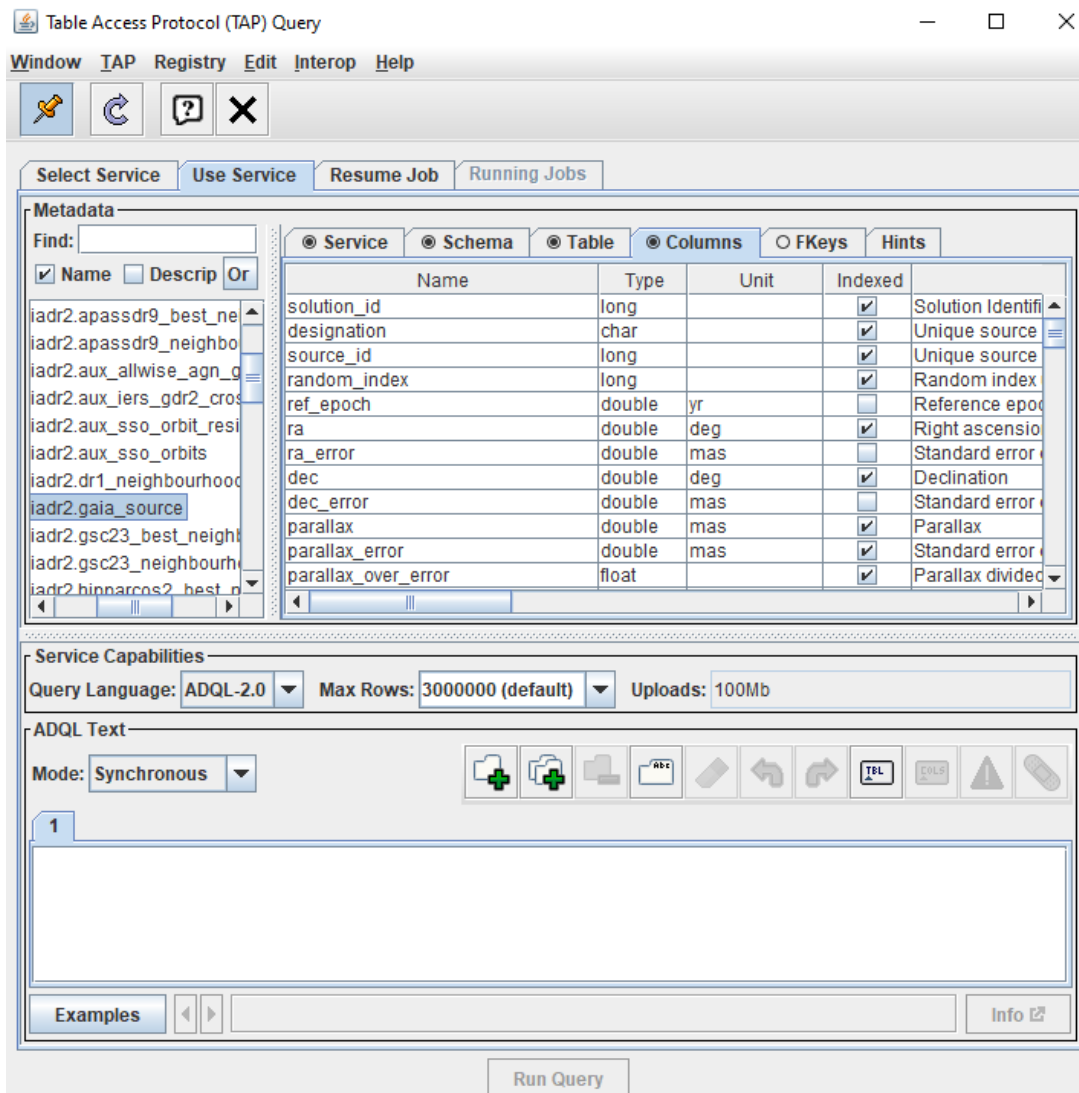 Table Access Protocol (TAP) Query
Window TAP Registry Edit Interop Help
Select Service Use Service Resume Job Running Jobs
Metadata
Find:
Name Descrip Or
iadr2.apassdr9_best_ne
iadr2.apassdr9_neighbo
iadr2.aux_allwise_agn_g
iadr2.aux_iers_gdr2_cros
iadr2.aux_sso_orbit_resi
iadr2.aux_sso_orbits
iadr2.dr1_neighbourhood
iadr2.gaia_source
iadr2.gsc23_best_neighb
iadr2.gsc23_neighbourh
iadr2.hipparcos2_best_n
Service Schema Table Columns FKeys Hints
Name Type Unit Indexed
solution_id long Solution Identifi
designation char Unique source
source_id long Unique source
random_index long Random index
ref_epoch double yr Reference epoc
ra double deg Right ascensio
ra_error double mas Standard error
dec double deg Declination
dec_error double mas Standard error
parallax double mas Parallax
parallax_error double mas Standard error
parallax_over_error float Parallax divided
Service Capabilities
Query Language: ADQL-2.0 Max Rows: 3000000 (default) Uploads: 100Mb
ADQL Text
Mode: Synchronous
Abc TBL COLS
1
Examples Info
Run Query